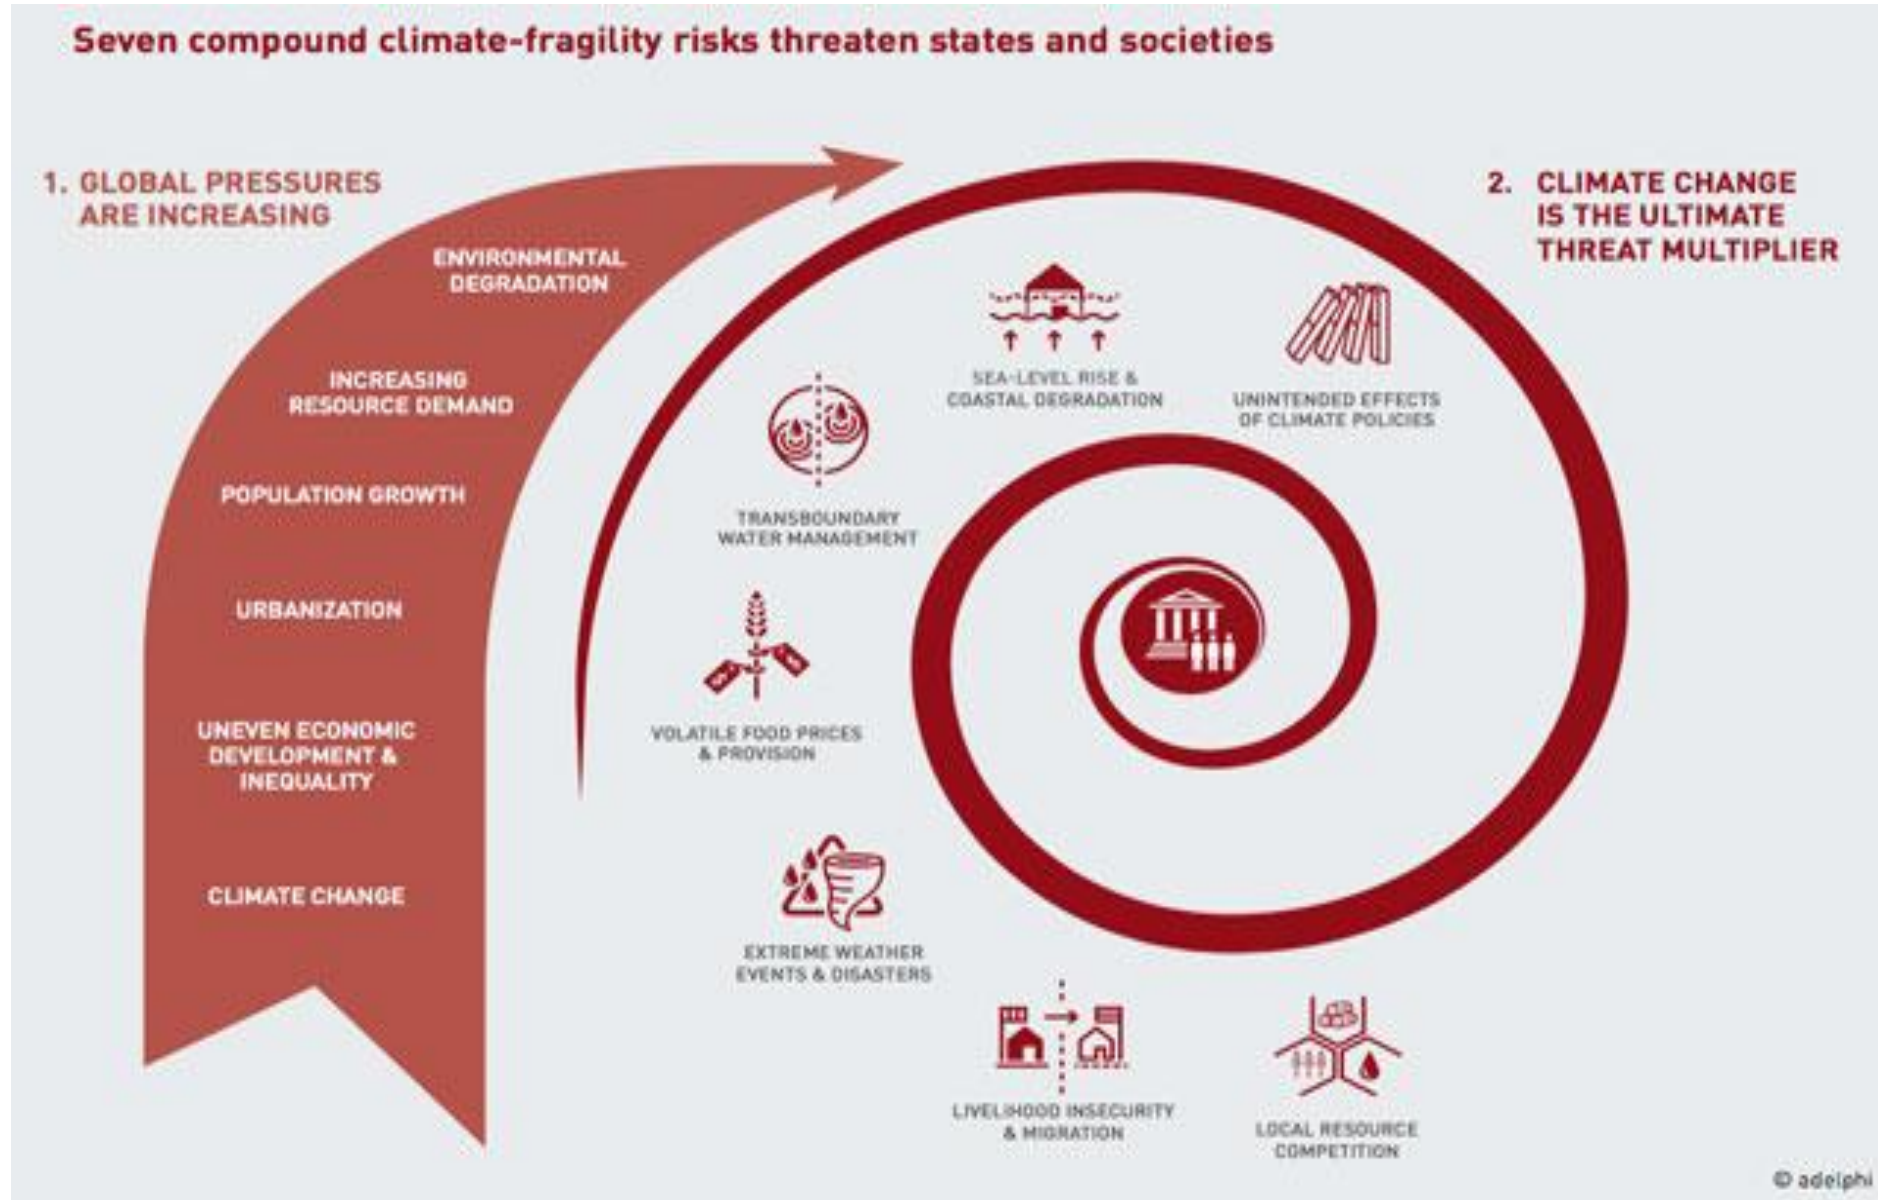 Seven compound climate-fragility risks threaten states and societies
1. GLOBAL PRESSURES
ARE INCREASING
ENVIRONMENTAL
DEGRADATION
INCREASING
RESOURCE DEMAND
POPULATION GROWTH
URBANIZATION
UNEVEN ECONOMIC
DEVELOPMENT &
INEQUALITY
CLIMATE CHANGE
2. CLIMATE CHANGE
IS THE ULTIMATE
THREAT MULTIPLIER
UNINTENDED EFFECTS
OF CLIMATE POLICIES
SEA-LEVEL RISE &
COASTAL DEGRADATION
TRANSBOUNDARY
WATER MANAGEMENT
VOLATILE FOOD PRICES
& PROVISION
EXTREME WEATHER
EVENTS & DISASTERS
LIVELIHOOD INSECURITY
& MIGRATION
LOCAL RESOURCE
COMPETITION
© adelphi